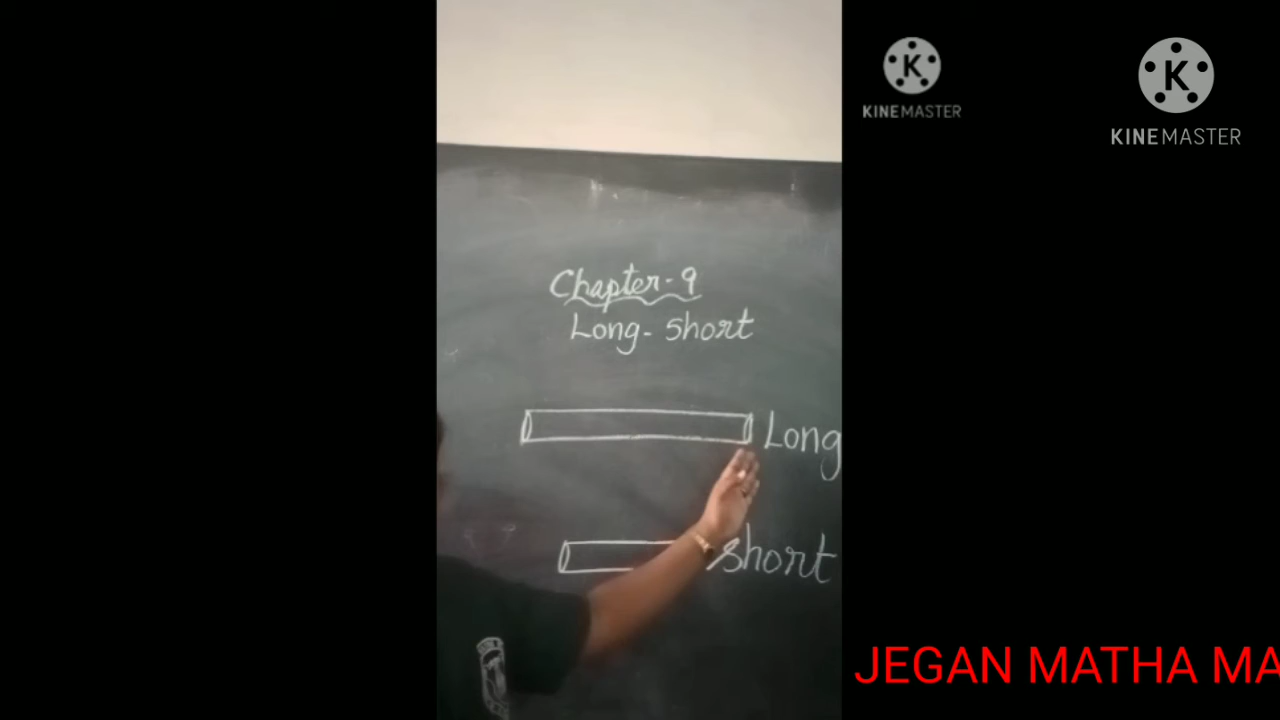 KINEMASTER
KINEMASTER
Chapter-9
Long- Short
Long
Short
JEGAN MATHA MA